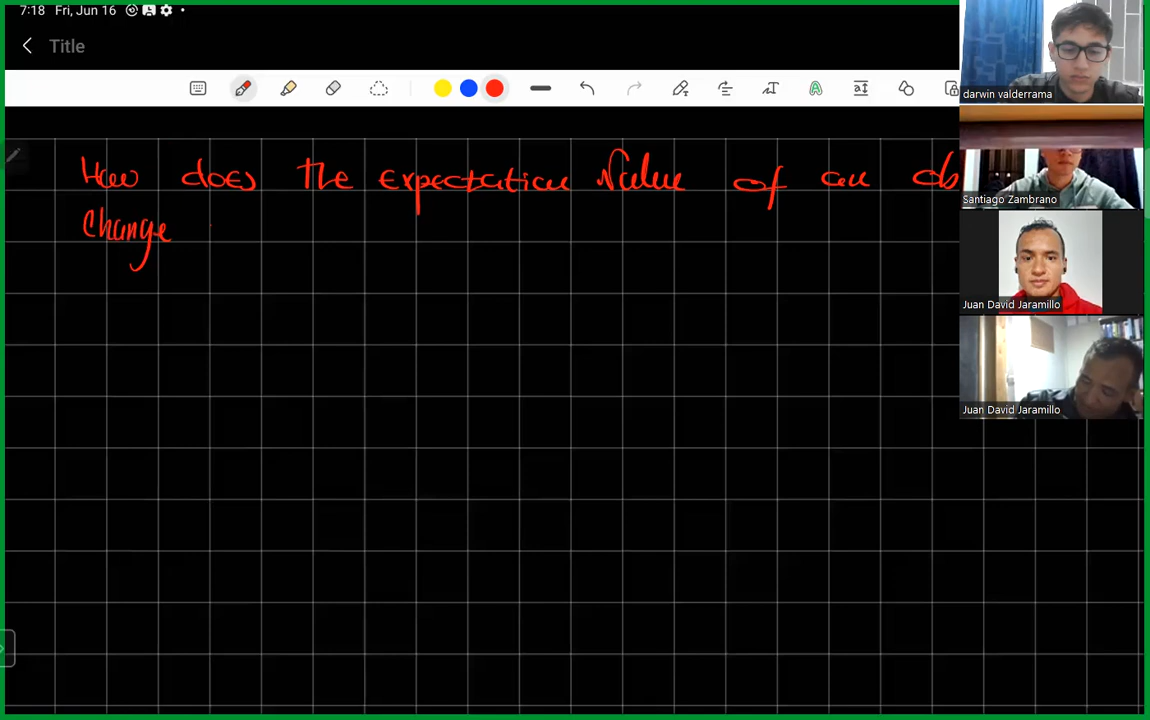 7:18 Fri, Jun 16
Title
darwin valderrama
How does the expectation Value of an ob
Santiago Zambrano
change
Juan David Jaramillo
Juan David Jaramillo